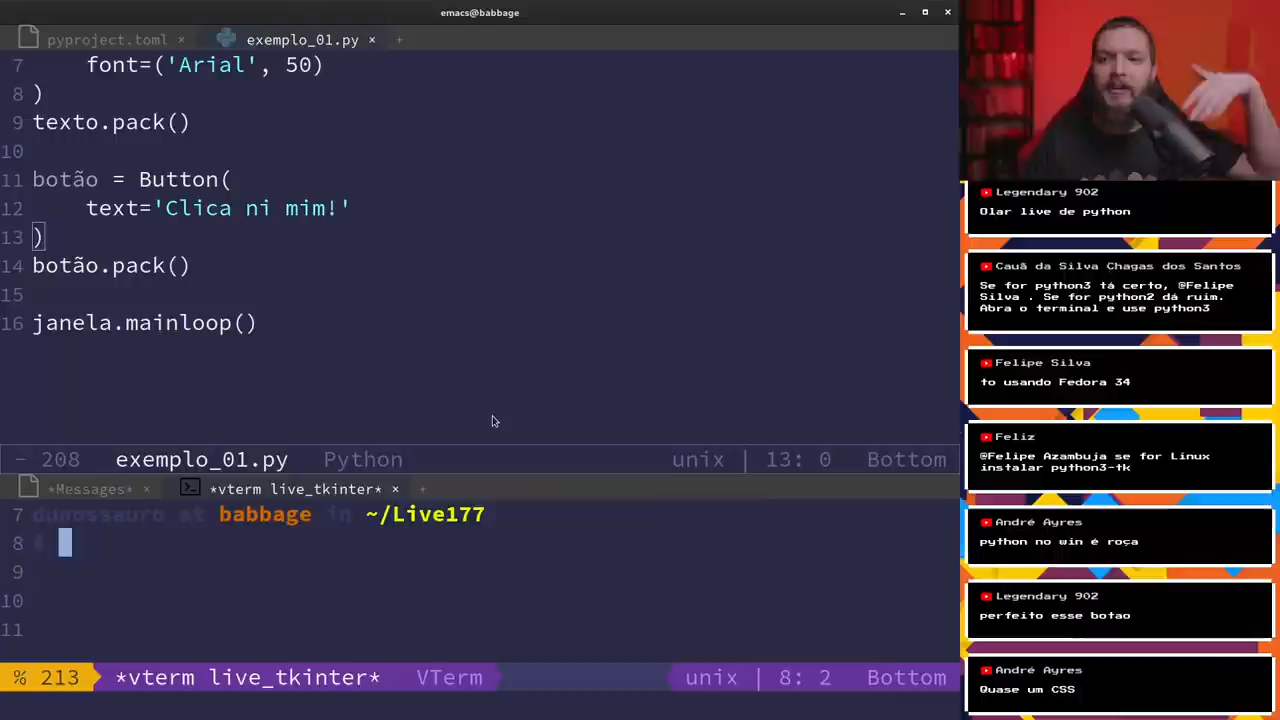 emacs@babbage
pyproject.toml × exemplo_01.py × +
7 font=('Arial', 50)
8 )
9 texto.pack()
10
11 botão = Button(
12 text='Clica ni mim!'
13 )
14 botão.pack()
15
16 janela.mainloop()
- 208 exemplo_01.py Python unix | 13: 0 Bottom
*Messages* × *vterm live_tkinter* × +
7 dunossauro at babbage in ~/Live177
8 $
9
10
11
% 213 *vterm live_tkinter* VTerm unix | 8: 2 Bottom
Legendary 902
Olar live de python
Cauã da Silva Chagas dos Santos
Se for python3 tá certo, @Felipe
Silva . Se for python2 dá ruim.
Abra o terminal e use python3
Felipe Silva
to usando Fedora 34
Feliz
@Felipe Azambuja se for Linux
instalar python3-tk
André Ayres
python no win é roça
Legendary 902
perfeito esse botao
André Ayres
Quase um CSS